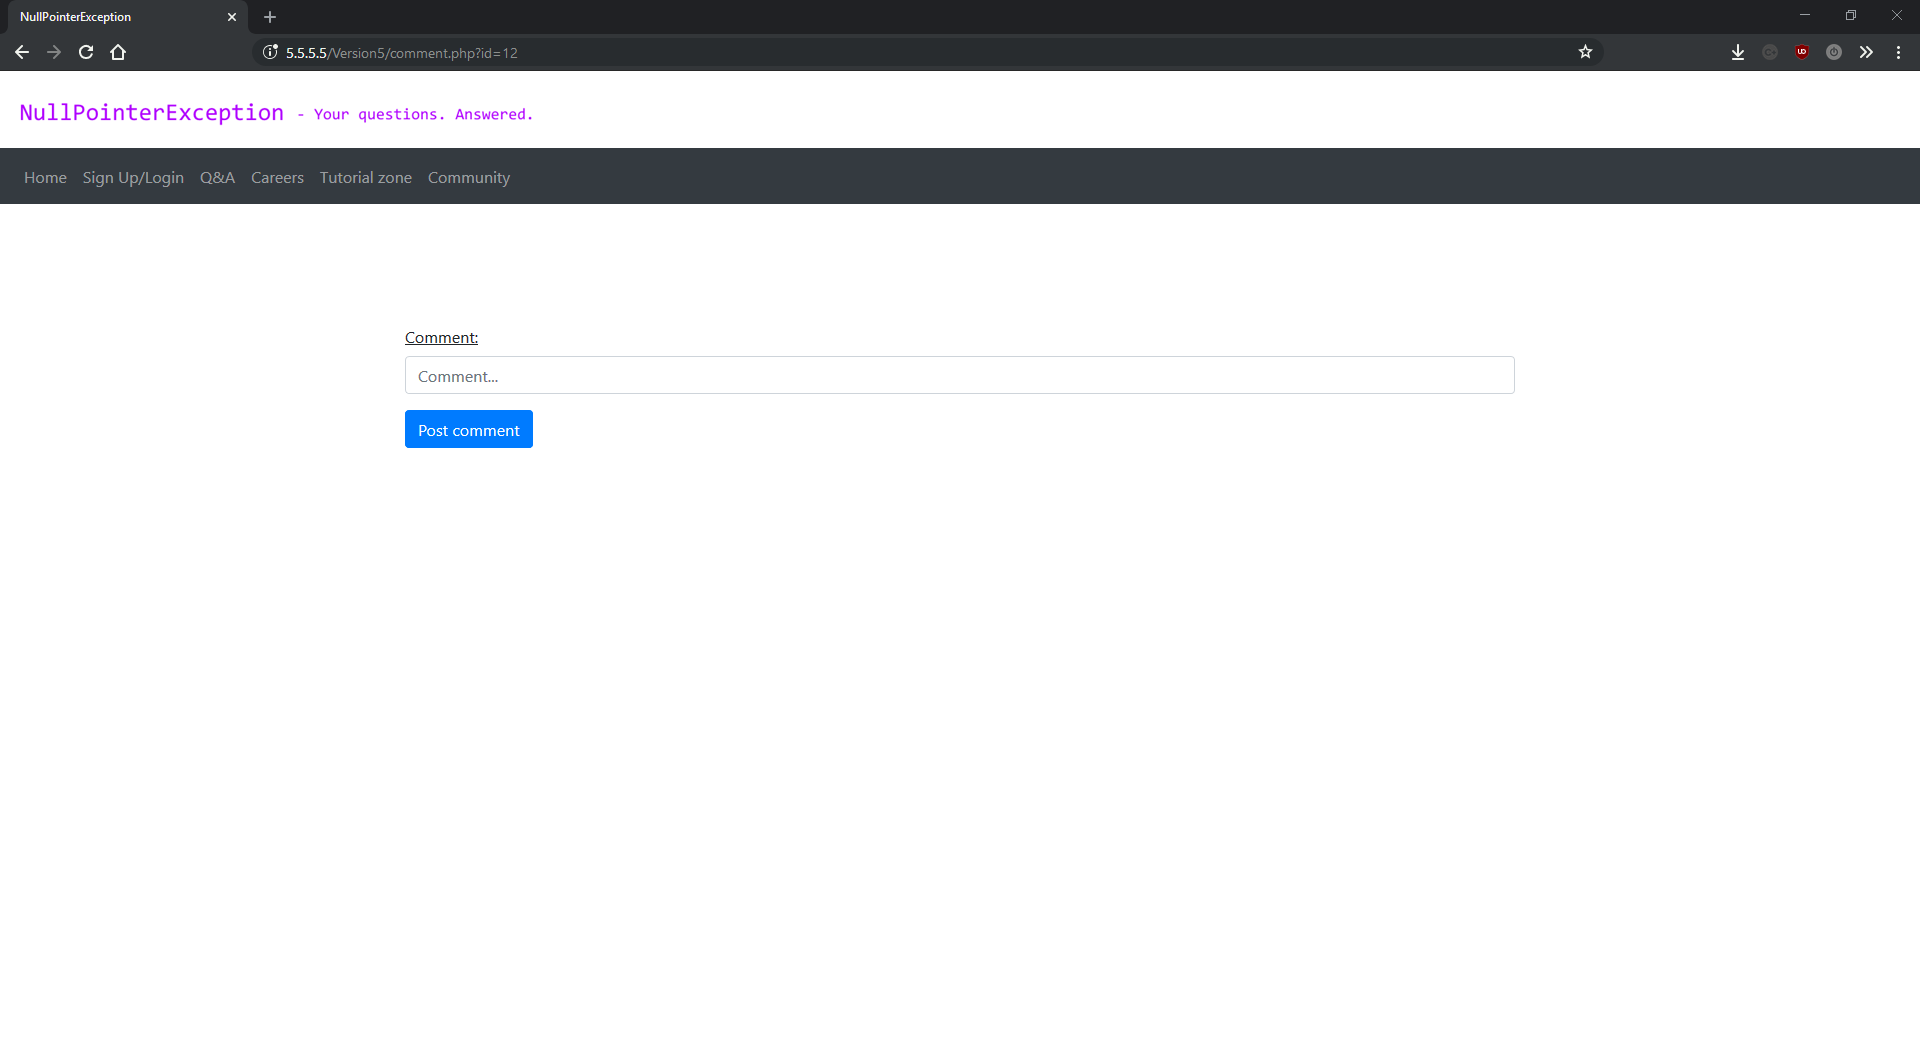 NullPointerException
5.5.5.5/Version5/comment.php?id=12
NullPointerException - Your questions. Answered.
Home Sign Up/Login Q&A Careers Tutorial zone Community
Comment:
Comment...
Post comment